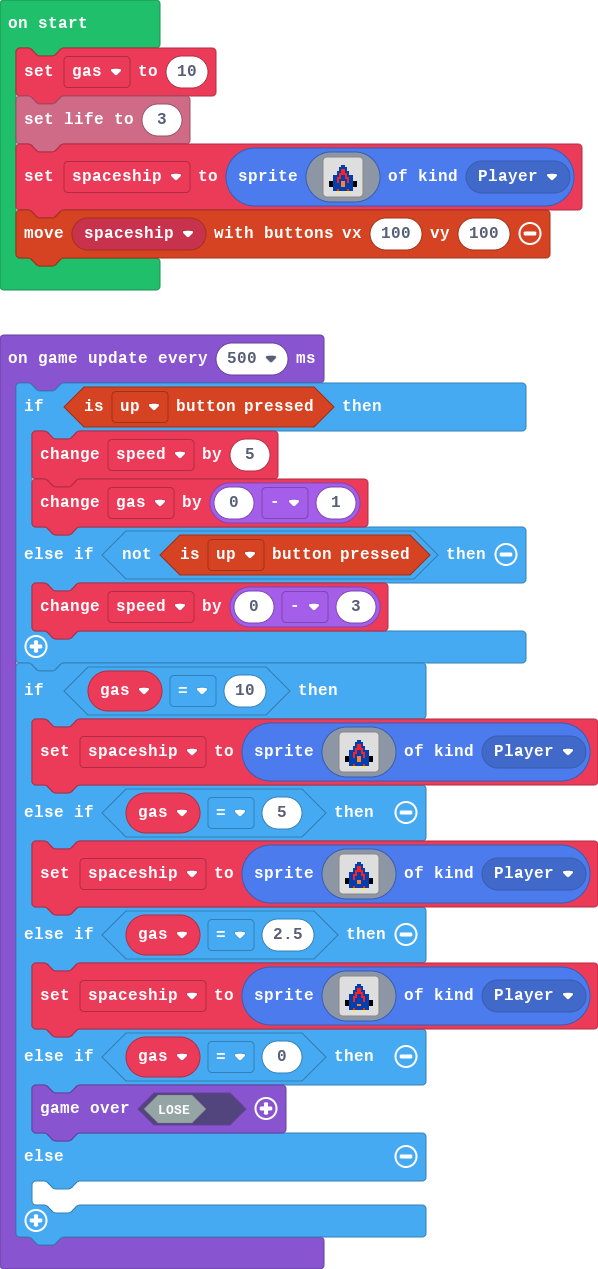 on start
set gas to 10
set life to 3
set spaceship to sprite of kind Player
move spaceship with buttons vx 100 vy 100
on game update every 500 ms
if is up button pressed then
change speed by 5
change gas by 0 - 1
else if not is up button pressed then
change speed by 0 - 3
if gas = 10 then
set spaceship to sprite of kind Player
else if gas = 5 then
set spaceship to sprite of kind Player
else if gas = 2.5 then
set spaceship to sprite of kind Player
else if gas = 0 then
game over LOSE
else